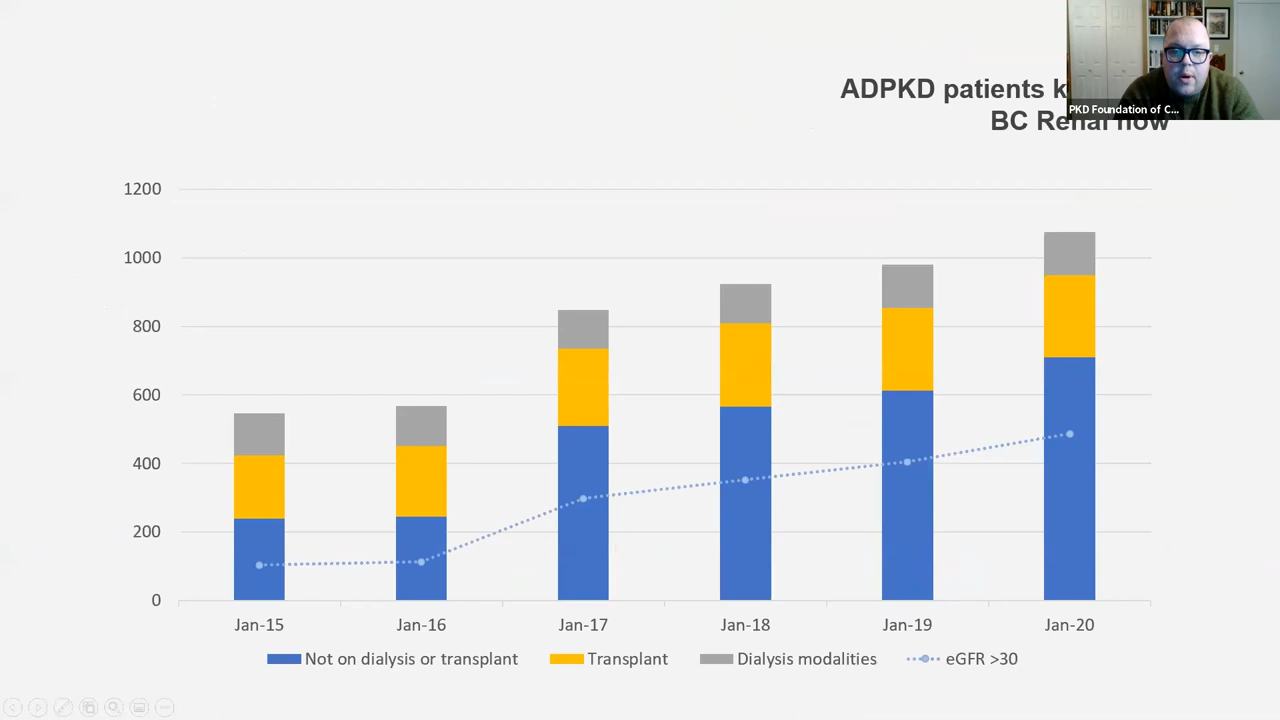 ADPKD patients
BC Renal now
PKD Foundation of C...
1200
1000
800
600
400
200
0
Jan-15 Jan-16 Jan-17 Jan-18 Jan-19 Jan-20
Not on dialysis or transplant Transplant Dialysis modalities eGFR >30